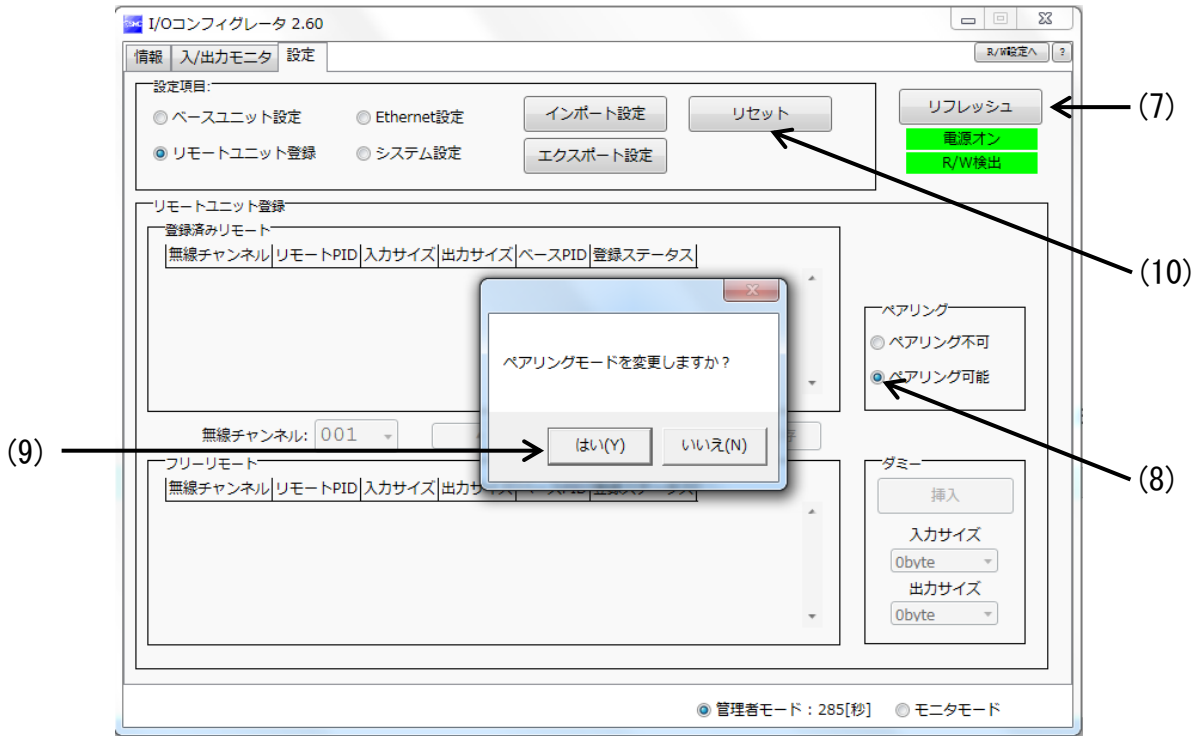 I/Oコンフィグレータ 2.60
情報 入/出力モニタ 設定 R/W設定へ ?
設定項目:
ベースユニット設定 Ethernet設定 インポート設定 リセット リフレッシュ (7)
電源オン
リモートユニット登録 システム設定 エクスポート設定 R/W検出
リモートユニット登録
登録済みリモート
無線チャンネル リモートPID 入力サイズ 出力サイズ ベースPID 登録ステータス
(10)
ペアリング
ペアリング不可
ペアリングモードを変更しますか?
ペアリング可能
無線チャンネル: 001
(9) はい(Y) いいえ(N)
フリーリモート ダミー
(8)
無線チャンネル リモートPID 入力サイズ
挿入
入力サイズ
0byte
出力サイズ
0byte
管理者モード:285[秒] モニタモード